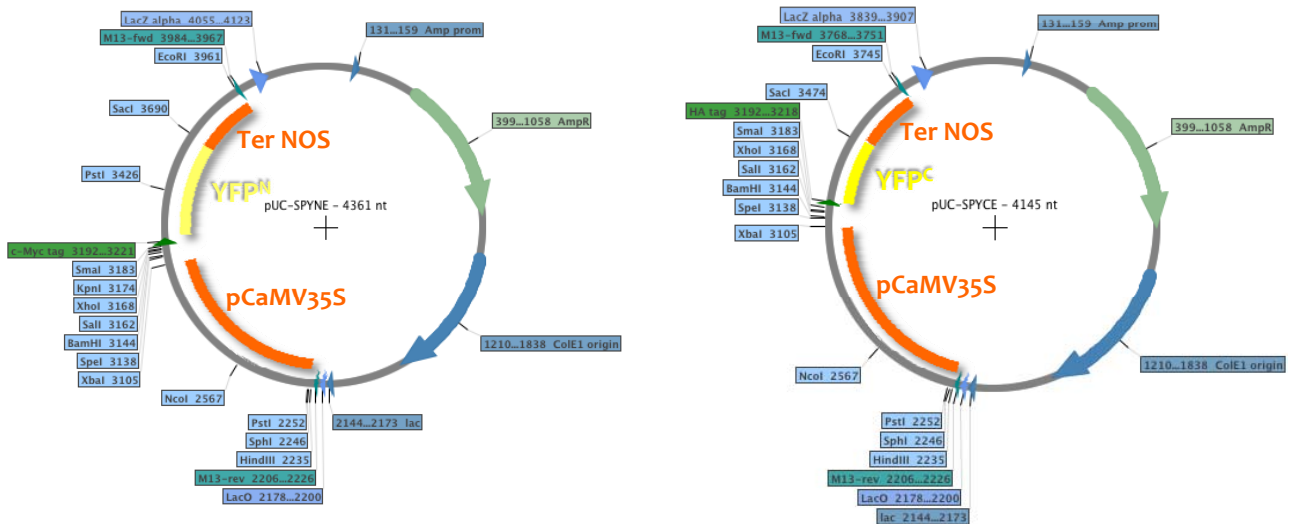 LacZ alpha 4055...4123
M13-fwd 3984...3967
EcoRI 3961
131...159 Amp prom
SacI 3690
399...1058 AmpR
Ter NOS
PstI 3426
YFPᴺ
pUC-SPYNE - 4361 nt
c-Myc tag 3192...3221
SmaI 3183
KpnI 3174
XhoI 3168
SalI 3162
BamHI 3144
SpeI 3138
XbaI 3105
pCaMV35S
1210...1838 ColE1 origin
NcoI 2567
PstI 2252
SphI 2246
HindIII 2235
M13-rev 2206...2226
LacO 2178...2200
2144...2173 lac
LacZ alpha 3839...3907
M13-fwd 3768...3751
EcoRI 3745
131...159 Amp prom
SacI 3474
HA tag 3192...3218
SmaI 3183
XhoI 3168
SalI 3162
BamHI 3144
SpeI 3138
XbaI 3105
399...1058 AmpR
Ter NOS
YFPᶜ
pUC-SPYCE - 4145 nt
pCaMV35S
1210...1838 ColE1 origin
NcoI 2567
PstI 2252
SphI 2246
HindIII 2235
M13-rev 2206...2226
LacO 2178...2200
lac 2144...2173